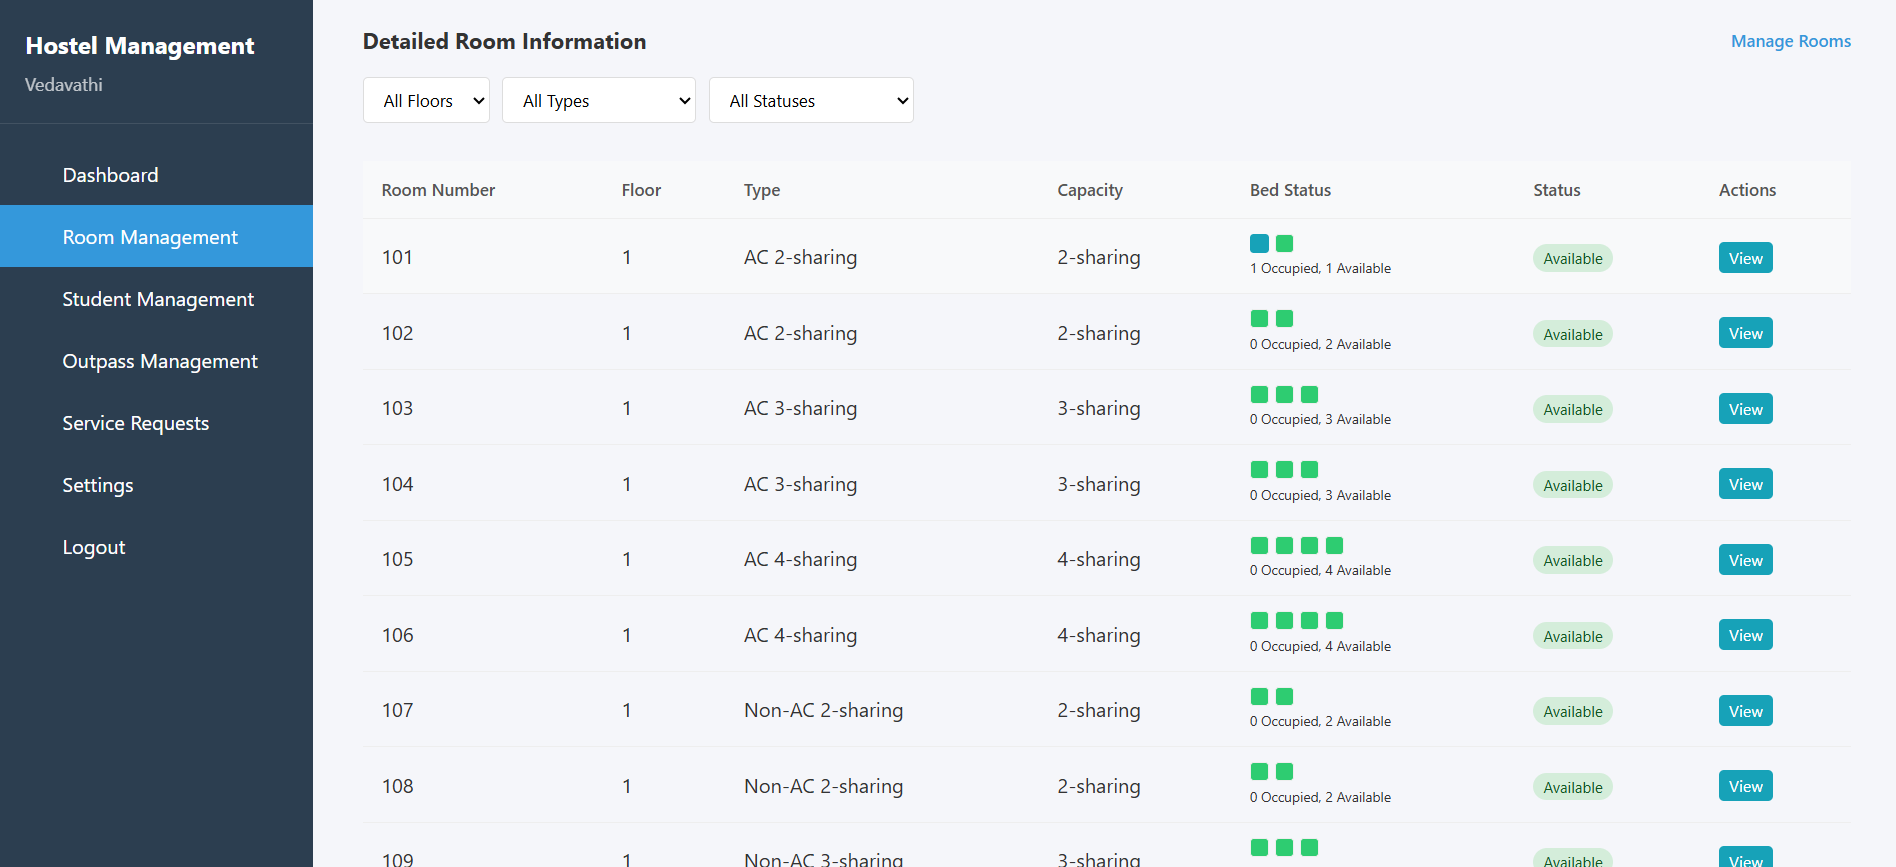 Hostel Management
Vedavathi
Dashboard
Room Management
Student Management
Outpass Management
Service Requests
Settings
Logout
Detailed Room Information
Manage Rooms
All Floors All Types All Statuses
Room Number Floor Type Capacity Bed Status Status Actions
101 1 AC 2-sharing 2-sharing 1 Occupied, 1 Available Available View
102 1 AC 2-sharing 2-sharing 0 Occupied, 2 Available Available View
103 1 AC 3-sharing 3-sharing 0 Occupied, 3 Available Available View
104 1 AC 3-sharing 3-sharing 0 Occupied, 3 Available Available View
105 1 AC 4-sharing 4-sharing 0 Occupied, 4 Available Available View
106 1 AC 4-sharing 4-sharing 0 Occupied, 4 Available Available View
107 1 Non-AC 2-sharing 2-sharing 0 Occupied, 2 Available Available View
108 1 Non-AC 2-sharing 2-sharing 0 Occupied, 2 Available Available View
109 1 Non-AC 3-sharing 3-sharing Available View